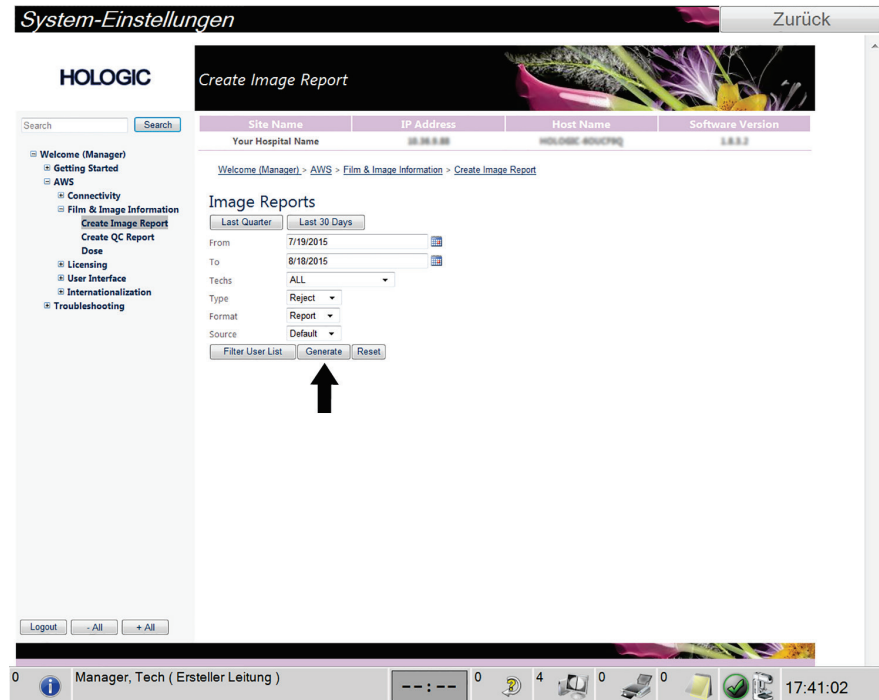 System-Einstellungen
Zurück
HOLOGIC
Create Image Report
Search
Search
Site Name IP Address Host Name Software Version
Your Hospital Name 1.8.3.2
Welcome (Manager)
Getting Started
AWS
Connectivity
Film & Image Information
Create Image Report
Create QC Report
Dose
Licensing
User Interface
Internationalization
Troubleshooting
Welcome (Manager) > AWS > Film & Image Information > Create Image Report
Image Reports
Last Quarter Last 30 Days
From 7/19/2015
To 8/18/2015
Techs ALL
Type Reject
Format Report
Source Default
Filter User List Generate Reset
Logout - All + All
0 Manager, Tech ( Ersteller Leitung ) --:-- 0 4 0 0 17:41:02